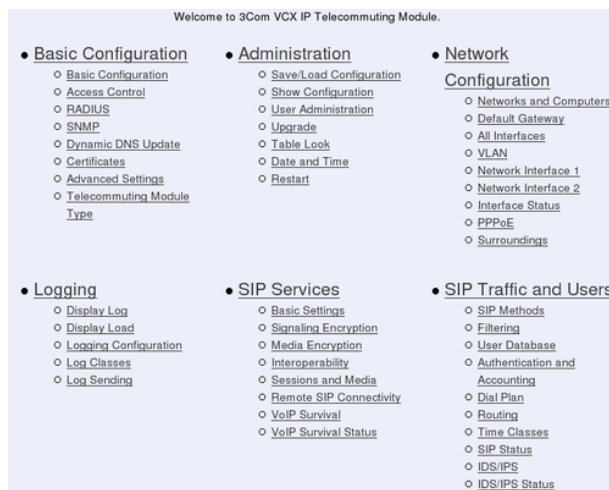 Welcome to 3Com VCX IP Telecommuting Module.
Basic Configuration
Basic Configuration
Access Control
RADIUS
SNMP
Dynamic DNS Update
Certificates
Advanced Settings
Telecommuting Module
Type
Administration
Save/Load Configuration
Show Configuration
User Administration
Upgrade
Table Look
Date and Time
Restart
Network
Configuration
Networks and Computers
Default Gateway
All Interfaces
VLAN
Network Interface 1
Network Interface 2
Interface Status
PPPoE
Surroundings
Logging
Display Log
Display Load
Logging Configuration
Log Classes
Log Sending
SIP Services
Basic Settings
Signaling Encryption
Media Encryption
Interoperability
Sessions and Media
Remote SIP Connectivity
VoIP Survival
VoIP Survival Status
SIP Traffic and Users
SIP Methods
Filtering
User Database
Authentication and
Accounting
Dial Plan
Routing
Time Classes
SIP Status
IDS/IPS
IDS/IPS Status